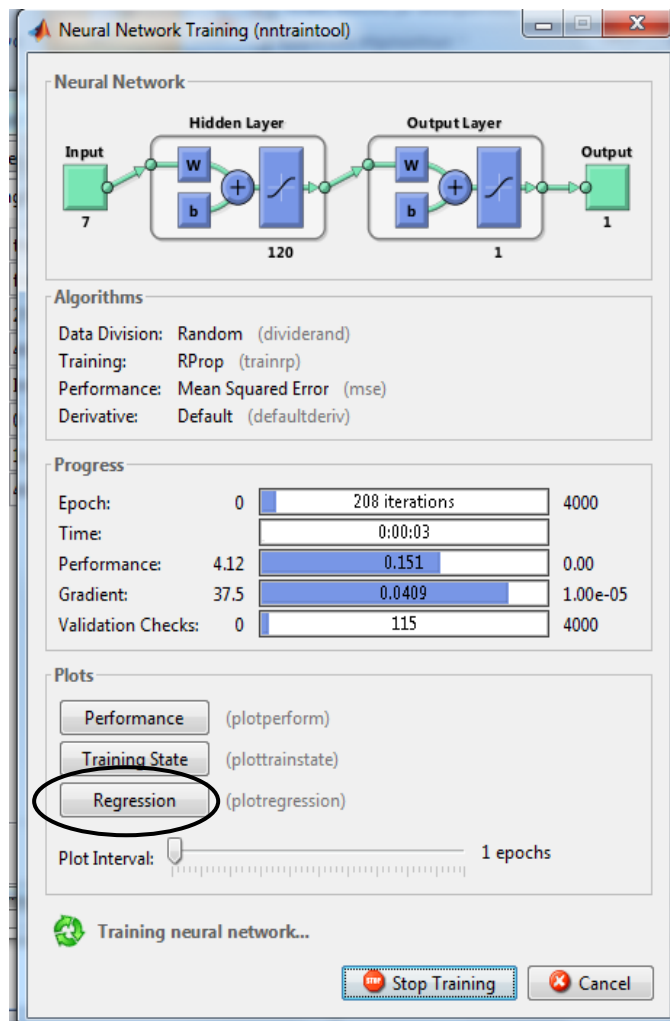 Neural Network Training (nntraintool)
Neural Network
Hidden Layer Output Layer
Input Output
W W
+ +
b b
7 1
120 1
Algorithms
Data Division: Random (dividerand)
Training: RProp (trainrp)
Performance: Mean Squared Error (mse)
Derivative: Default (defaultderiv)
Progress
Epoch: 0 208 iterations 4000
Time: 0:00:03
Performance: 4.12 0.151 0.00
Gradient: 37.5 0.0409 1.00e-05
Validation Checks: 0 115 4000
Plots
Performance (plotperform)
Training State (plottrainstate)
Regression (plotregression)
Plot Interval: 1 epochs
Training neural network...
STOP Stop Training Cancel